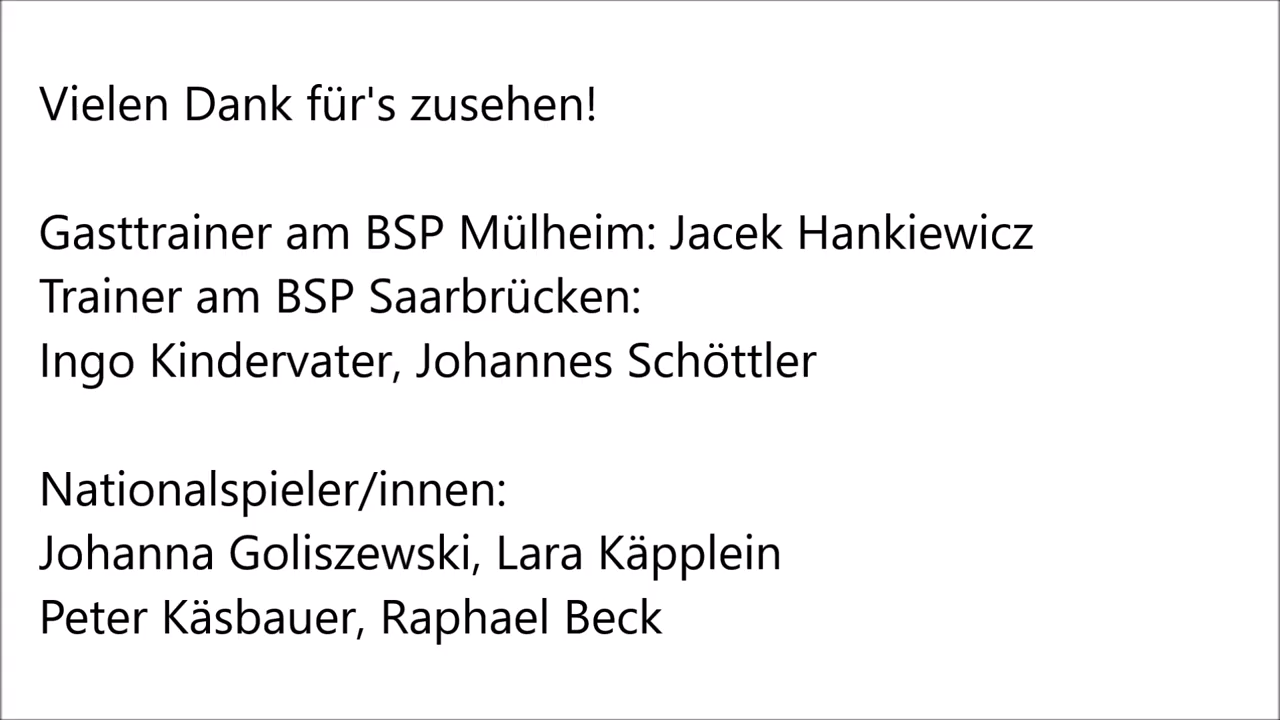 Vielen Dank für's zusehen!
Gasttrainer am BSP Mülheim: Jacek Hankiewicz
Trainer am BSP Saarbrücken:
Ingo Kindervater, Johannes Schöttler
Nationalspieler/innen:
Johanna Goliszewski, Lara Käpplein
Peter Käsbauer, Raphael Beck